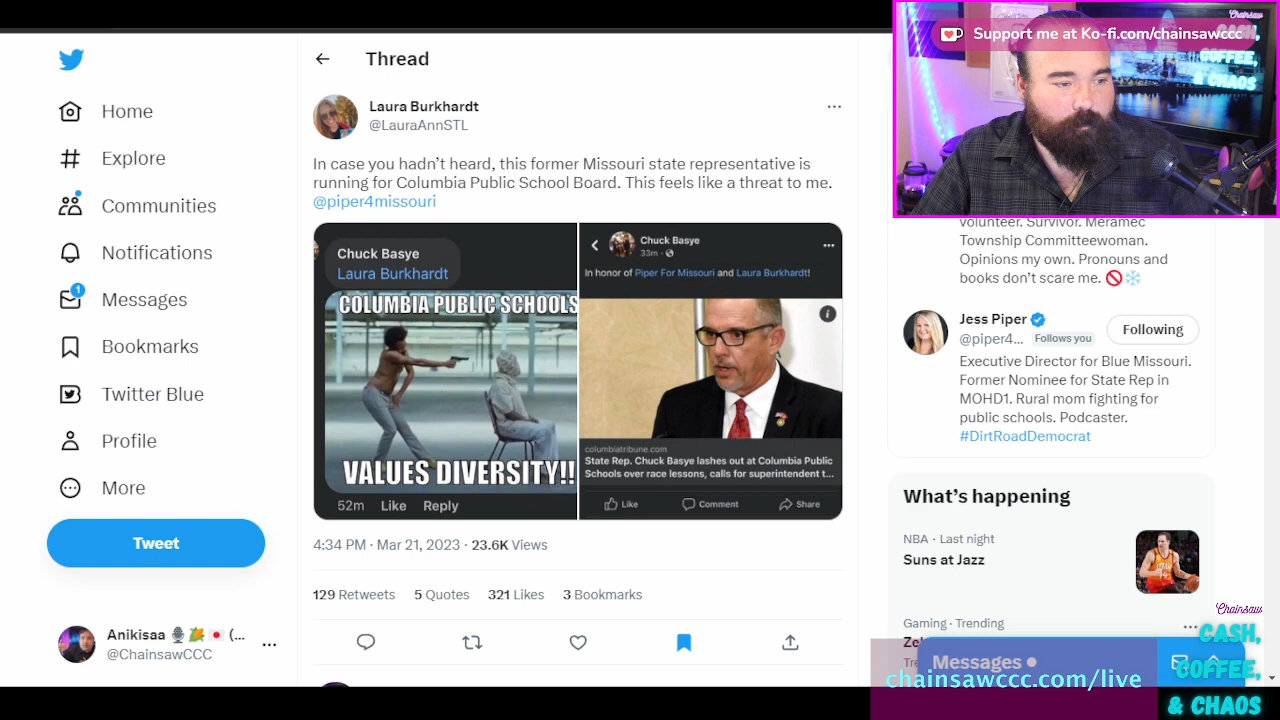 Home
Explore
Communities
Notifications
1
Messages
Bookmarks
Twitter Blue
Profile
More
Tweet
Anikisaa
@ChainsawCCC
Thread
Laura Burkhardt
@LauraAnnSTL
In case you hadn't heard, this former Missouri state representative is
running for Columbia Public School Board. This feels like a threat to me.
@piper4missouri
Chuck Basye
Laura Burkhardt
COLUMBIA PUBLIC SCHOOLS
VALUES DIVERSITY!!
52m Like Reply
Chuck Basye
33m
In honor of Piper For Missouri and Laura Burkhardt!
columbiatribune.com
State Rep. Chuck Basye lashes out at Columbia Public
Schools over race lessons, calls for superintendent t...
Like Comment Share
4:34 PM · Mar 21, 2023 · 23.6K Views
129 Retweets 5 Quotes 321 Likes 3 Bookmarks
Support me at Ko-fi.com/chainsawccc
Chainsaw
COFFEE,
& CHAOS
volunteer. Survivor. Meramec
Township Committeewoman.
Opinions my own. Pronouns and
books don't scare me.
Jess Piper
@piper4... Follows you
Following
Executive Director for Blue Missouri.
Former Nominee for State Rep in
MOHD1. Rural mom fighting for
public schools. Podcaster.
#DirtRoadDemocrat
What's happening
NBA · Last night
Suns at Jazz
Gaming · Trending
Messages
chainsawccc.com/live
Chainsaw
CASH,
COFFEE,
& CHAOS